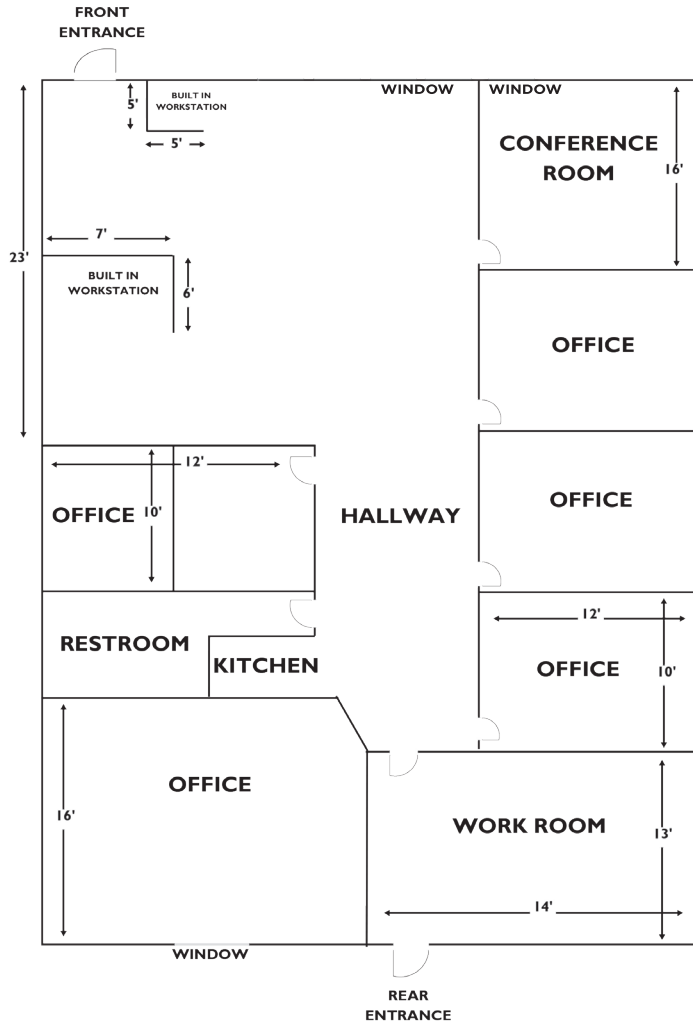 FRONT
ENTRANCE
WINDOW
WINDOW
5'
BUILT IN
WORKSTATION
5'
CONFERENCE
ROOM
16'
7'
23'
BUILT IN
WORKSTATION
6'
OFFICE
12'
OFFICE
10'
HALLWAY
OFFICE
12'
RESTROOM
KITCHEN
OFFICE
10'
OFFICE
16'
WORK ROOM
13'
14'
WINDOW
REAR
ENTRANCE